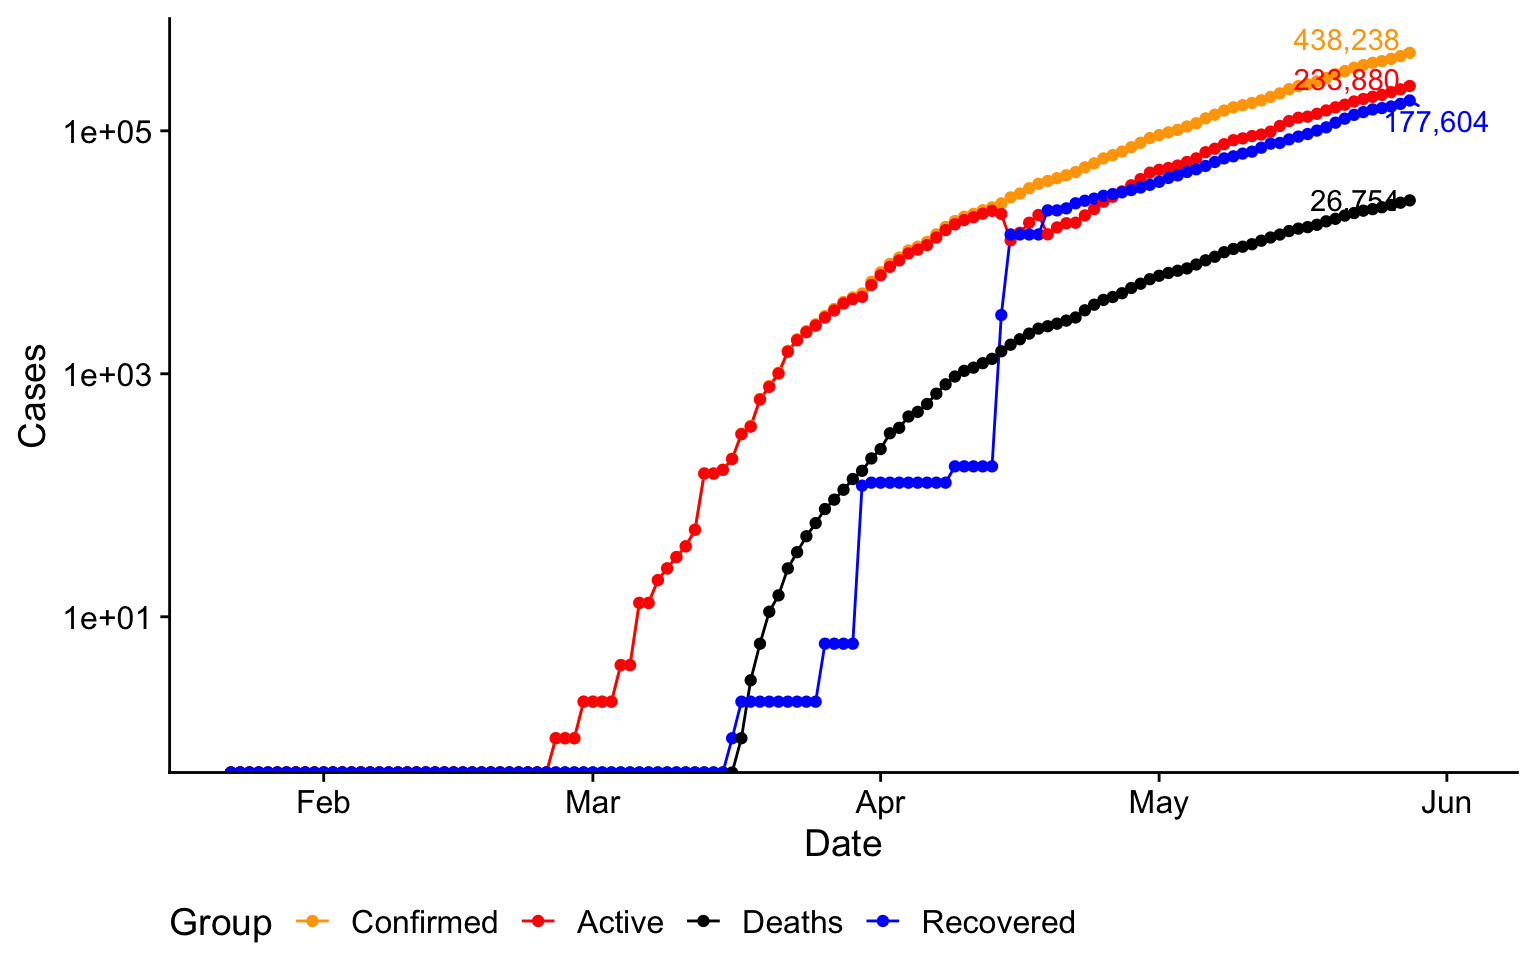 438,238
233,880
177,604
26,754
1e+05
1e+03
1e+01
Cases
Feb Mar Apr May Jun
Date
Group Confirmed Active Deaths Recovered